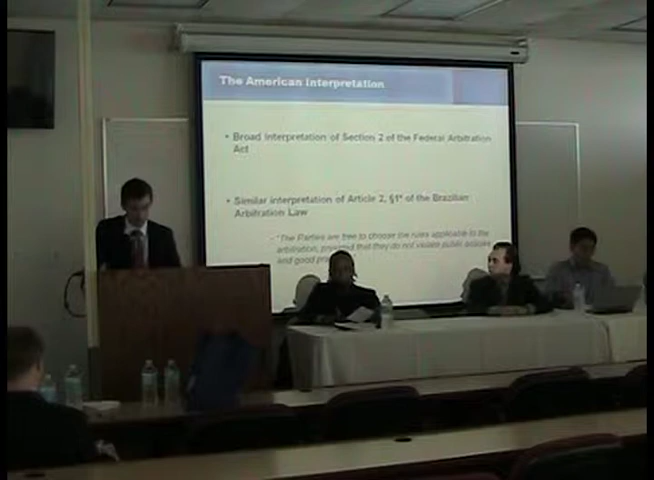 The American Interpretation
• Broad interpretation of Section 2 of the Federal Arbitration
Act
• Similar interpretation of Article 2, §1º of the Brazilian
Arbitration Law
– "The Parties are free to choose the rules applicable to the
arbitration, provided that they do not violate public
and good